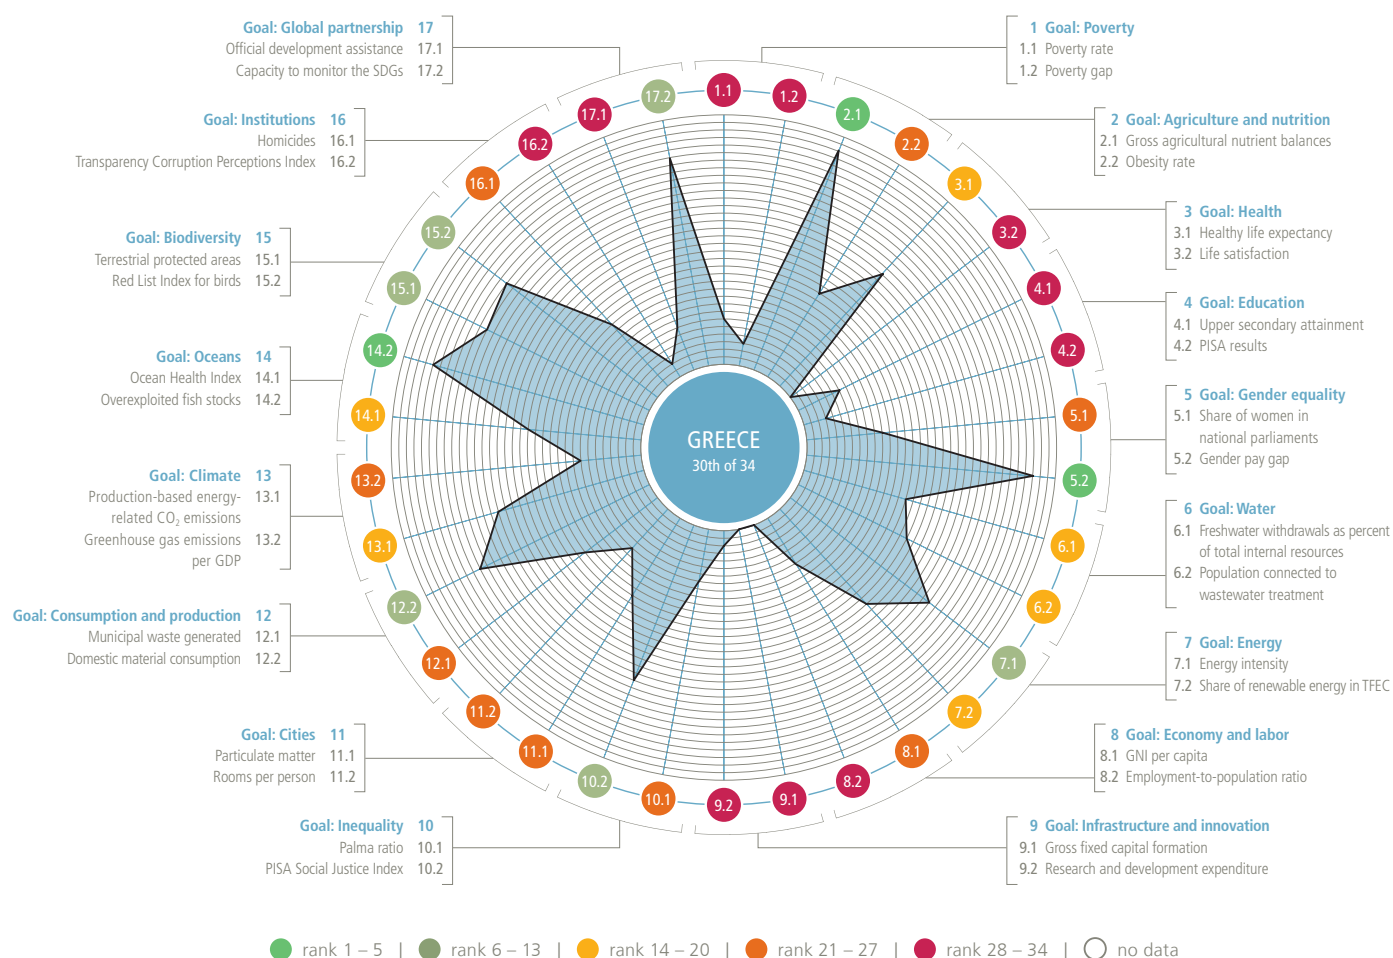 Goal: Global partnership 17
Official development assistance 17.1
Capacity to monitor the SDGs 17.2
Goal: Institutions 16
Homicides 16.1
Transparency Corruption Perceptions Index 16.2
Goal: Biodiversity 15
Terrestrial protected areas 15.1
Red List Index for birds 15.2
Goal: Oceans 14
Ocean Health Index 14.1
Overexploited fish stocks 14.2
Goal: Climate 13
Production-based energy- 13.1
related CO₂ emissions
Greenhouse gas emissions 13.2
per GDP
Goal: Consumption and production 12
Municipal waste generated 12.1
Domestic material consumption 12.2
Goal: Cities 11
Particulate matter 11.1
Rooms per person 11.2
Goal: Inequality 10
Palma ratio 10.1
PISA Social Justice Index 10.2
1 Goal: Poverty
1.1 Poverty rate
1.2 Poverty gap
2 Goal: Agriculture and nutrition
2.1 Gross agricultural nutrient balances
2.2 Obesity rate
3 Goal: Health
3.1 Healthy life expectancy
3.2 Life satisfaction
4 Goal: Education
4.1 Upper secondary attainment
4.2 PISA results
5 Goal: Gender equality
5.1 Share of women in
national parliaments
5.2 Gender pay gap
6 Goal: Water
6.1 Freshwater withdrawals as percent
of total internal resources
6.2 Population connected to
wastewater treatment
7 Goal: Energy
7.1 Energy intensity
7.2 Share of renewable energy in TFEC
8 Goal: Economy and labor
8.1 GNI per capita
8.2 Employment-to-population ratio
9 Goal: Infrastructure and innovation
9.1 Gross fixed capital formation
9.2 Research and development expenditure
1.1
1.2
2.1
2.2
3.1
3.2
4.1
4.2
5.1
5.2
6.1
6.2
7.1
7.2
8.1
8.2
9.1
9.2
10.1
10.2
11.1
11.2
12.1
12.2
13.1
13.2
14.1
14.2
15.1
15.2
16.1
16.2
17.1
17.2
GREECE
30th of 34
rank 1 – 5 | rank 6 – 13 | rank 14 – 20 | rank 21 – 27 | rank 28 – 34 | no data